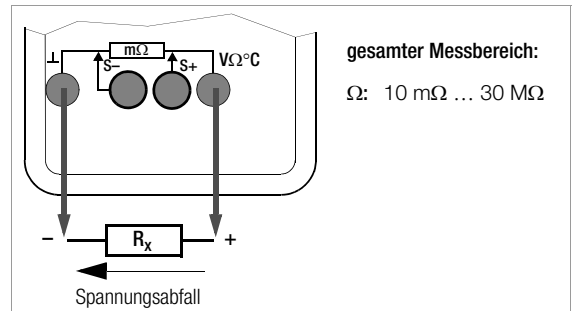 ⊥
mΩ
S–
S+
VΩ°C
gesamter Messbereich:
Ω: 10 mΩ … 30 MΩ
– Rx +
Spannungsabfall